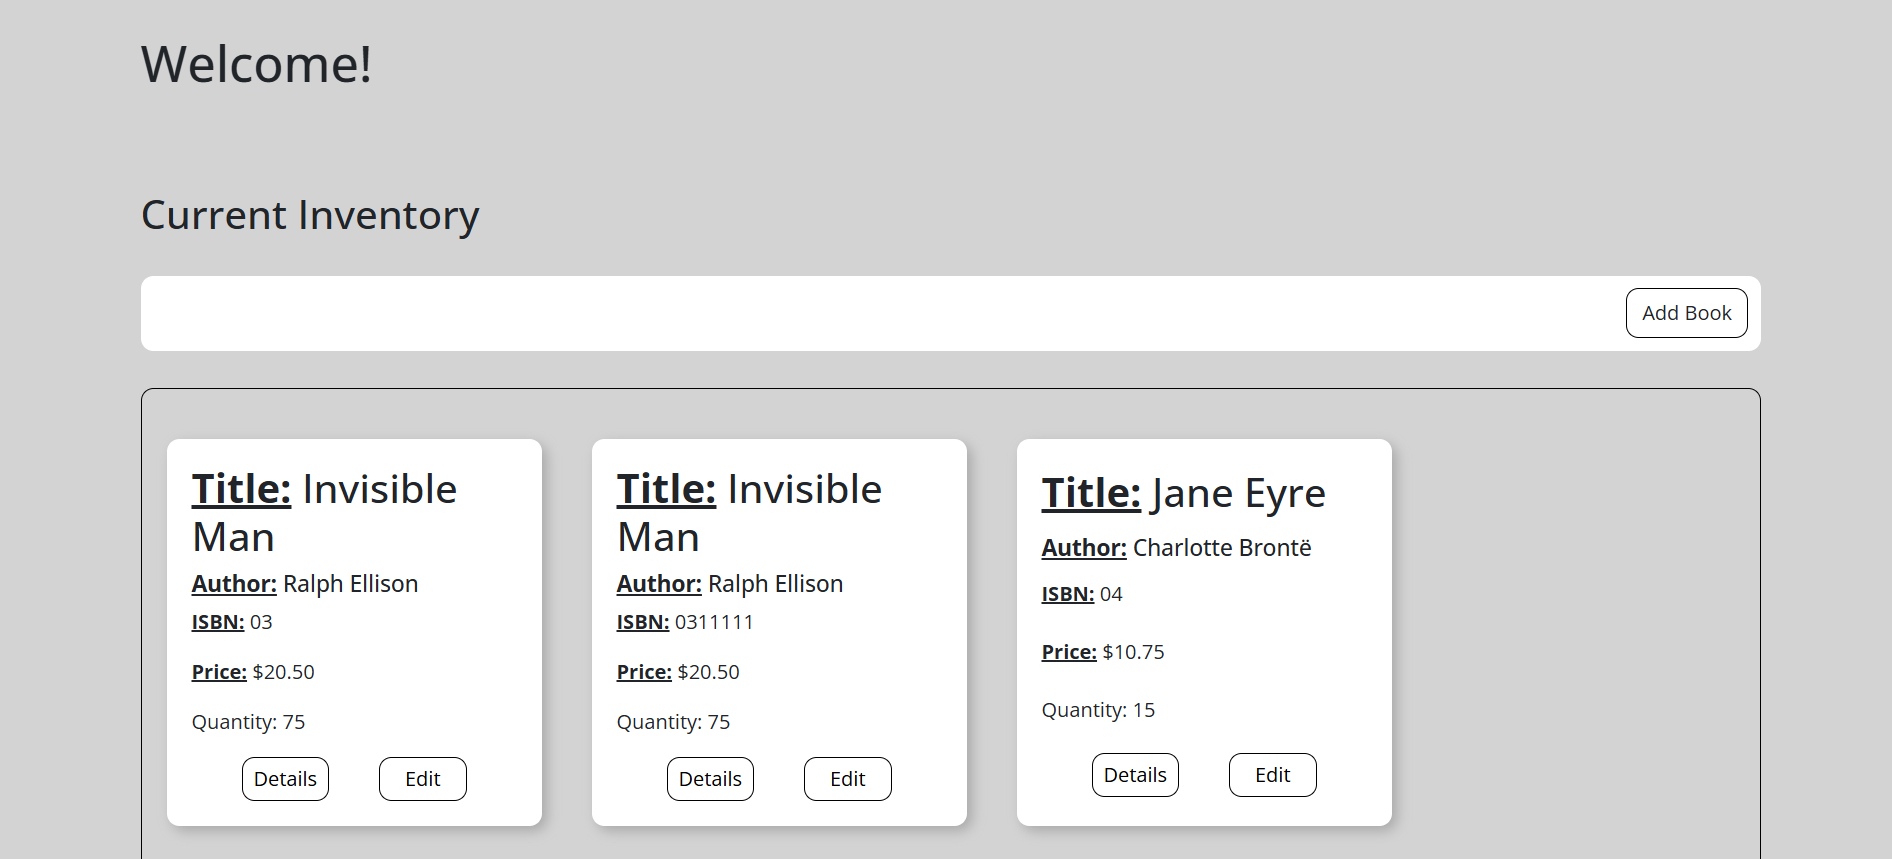 Welcome!
Current Inventory
Add Book
Title: Invisible
Man
Author: Ralph Ellison
ISBN: 03
Price: $20.50
Quantity: 75
Details Edit
Title: Invisible
Man
Author: Ralph Ellison
ISBN: 0311111
Price: $20.50
Quantity: 75
Details Edit
Title: Jane Eyre
Author: Charlotte Brontë
ISBN: 04
Price: $10.75
Quantity: 15
Details Edit